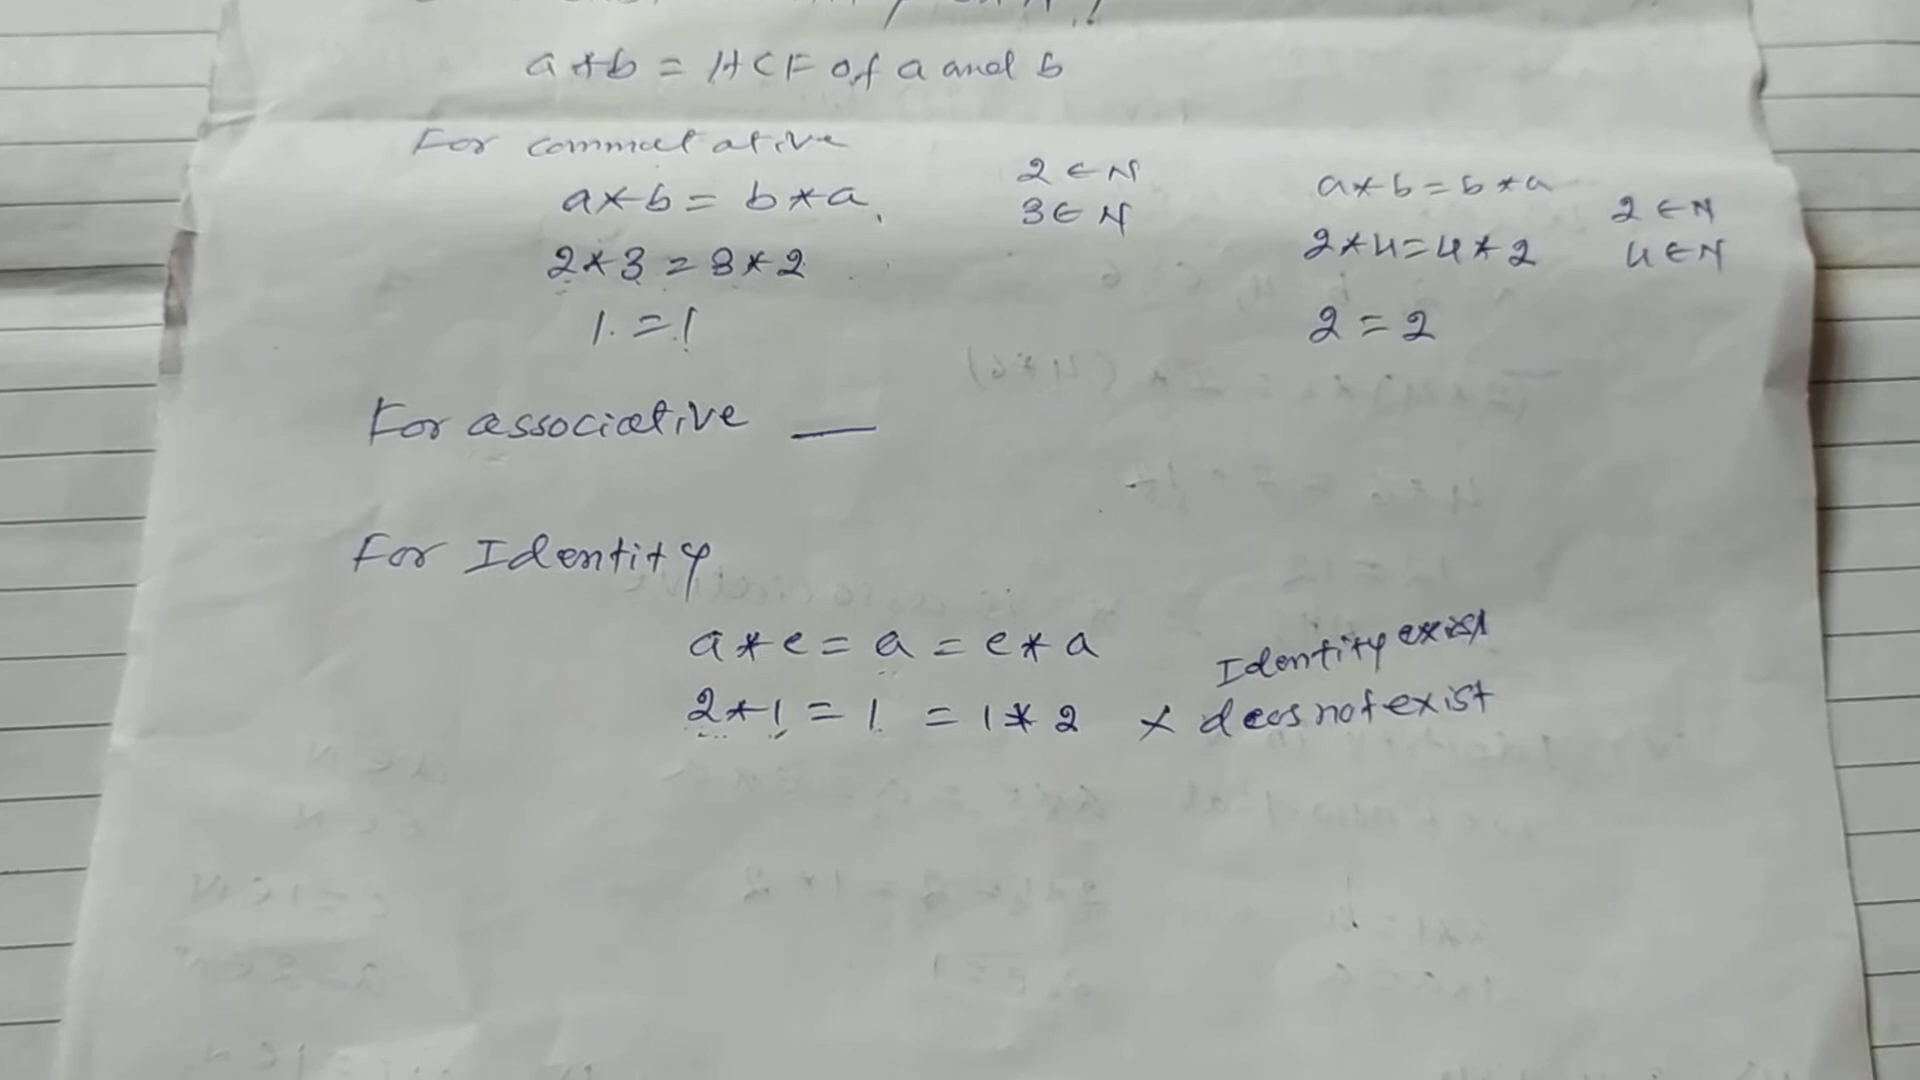 a * b = HCF of a and b
For commutative
a * b = b * a,
2 ∈ N
3 ∈ N
2 * 3 = 3 * 2
1 = 1
a * b = b * a
2 ∈ N
2 * 4 = 4 * 2
4 ∈ N
2 = 2
For associative —
For Identity
a * e = a = e * a
Identity exist
2 * 1 = 1 = 1 * 2 × does not exist